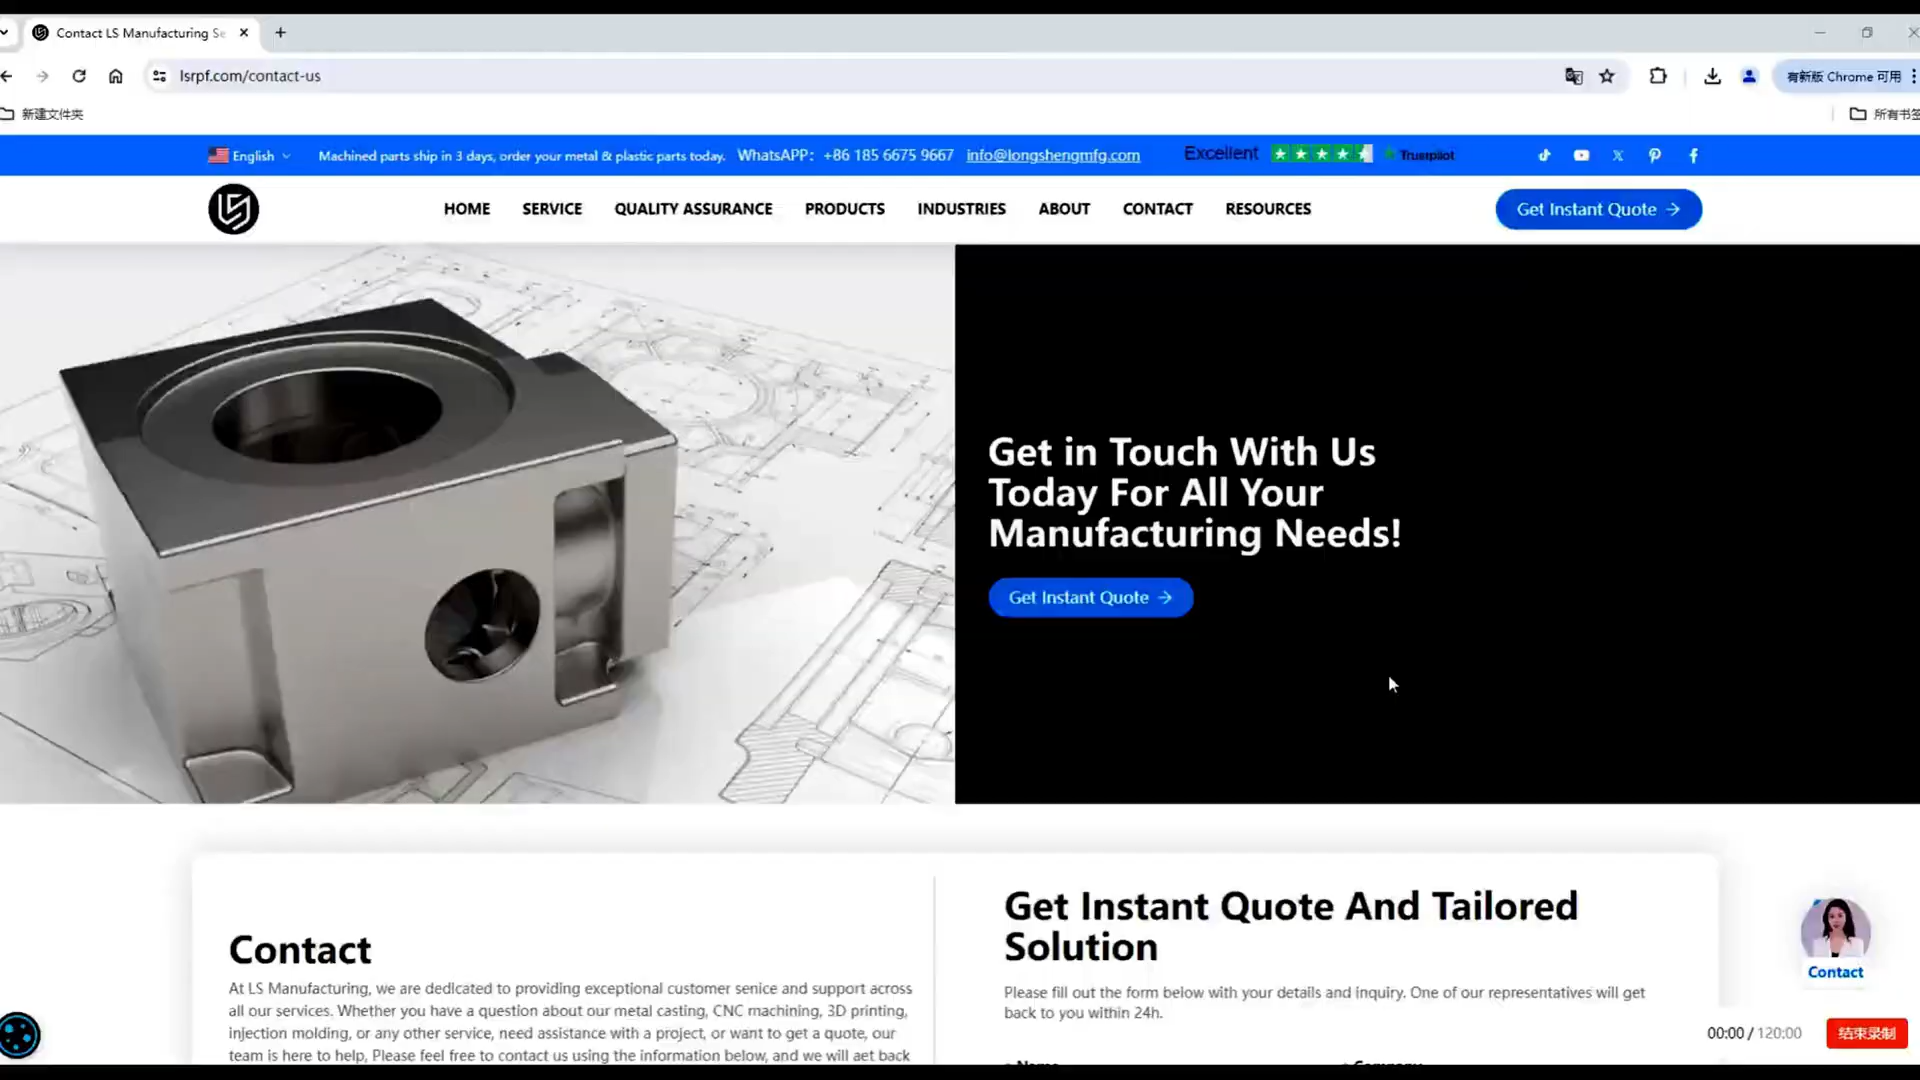 Contact LS Manufacturing Se
lsrpf.com/contact-us
有新版 Chrome 可用
新建文件夹
所有书签
English
Machined parts ship in 3 days, order your metal & plastic parts today.
WhatsAPP: +86 185 6675 9667
info@longshengmfg.com
Excellent
Trustpilot
HOME
SERVICE
QUALITY ASSURANCE
PRODUCTS
INDUSTRIES
ABOUT
CONTACT
RESOURCES
Get Instant Quote
Get in Touch With Us
Today For All Your
Manufacturing Needs!
Get Instant Quote
Contact
At LS Manufacturing, we are dedlcated to providing exceptional customer senice and support across
all our services. Whether you have a question about our metal casting, CNC machining, 3D printing,
injection molding, or any other service, need assistance with a project, or want to get a quote, our
team is here to help, Please feel free to contact us using the information below, and we will aet back
Get Instant Quote And Tailored
Solution
Please fill out the form below with your details and inquiry. One of our representatives will get
back to you within 24h.
Name
Company
Contact
00:00 / 120:00
结束录制